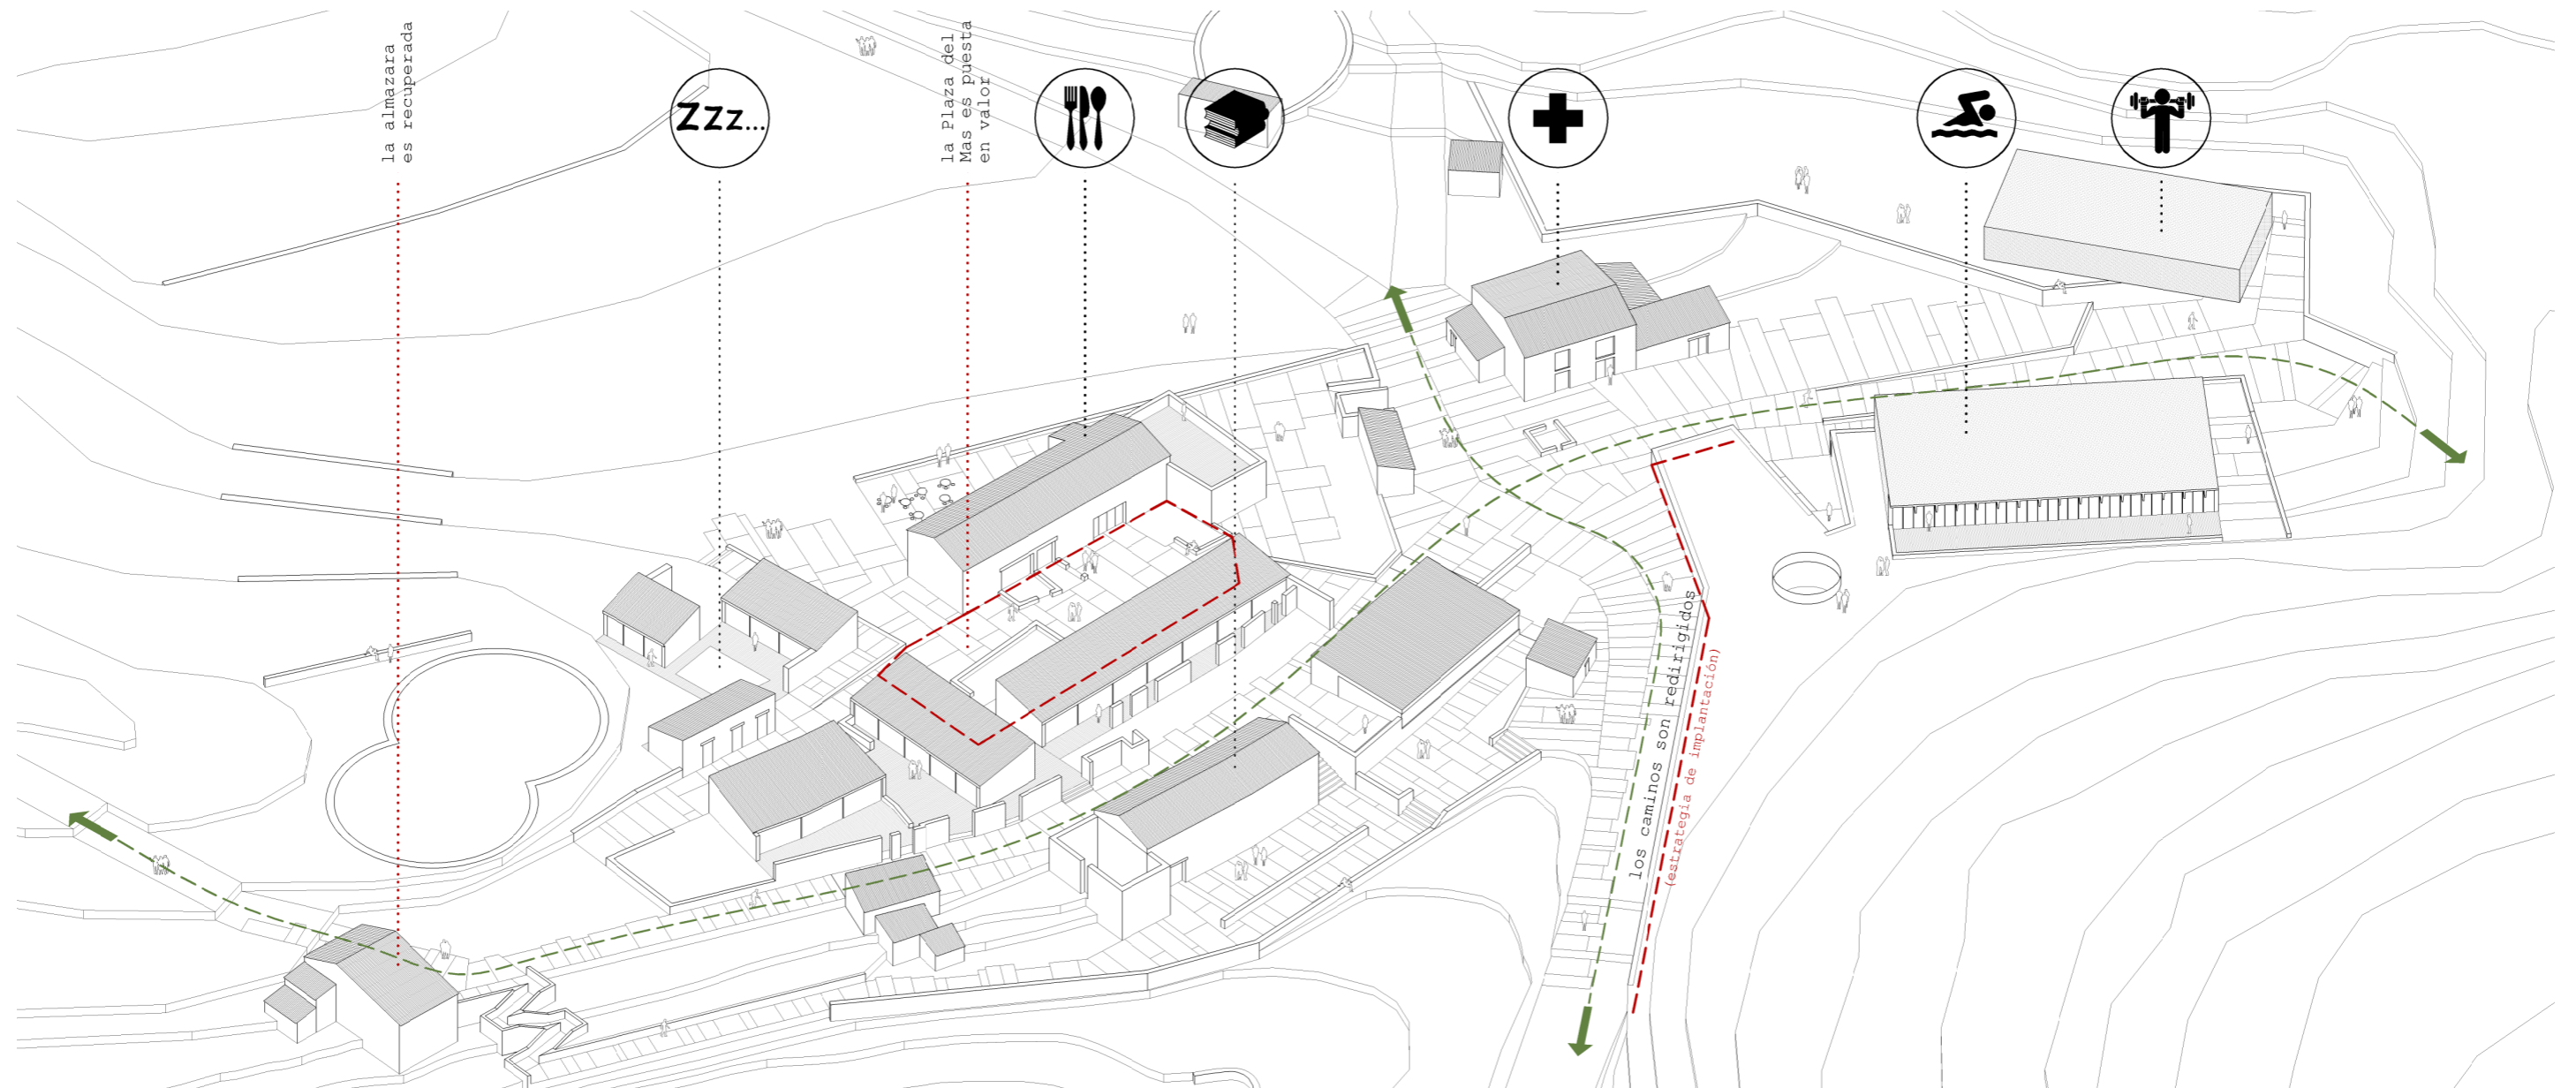 la almazara
es recuperada
zzz...
la Plaza del
Mas es puesta
en valor
los caminos son redirigidos
(estrategia de implantación)